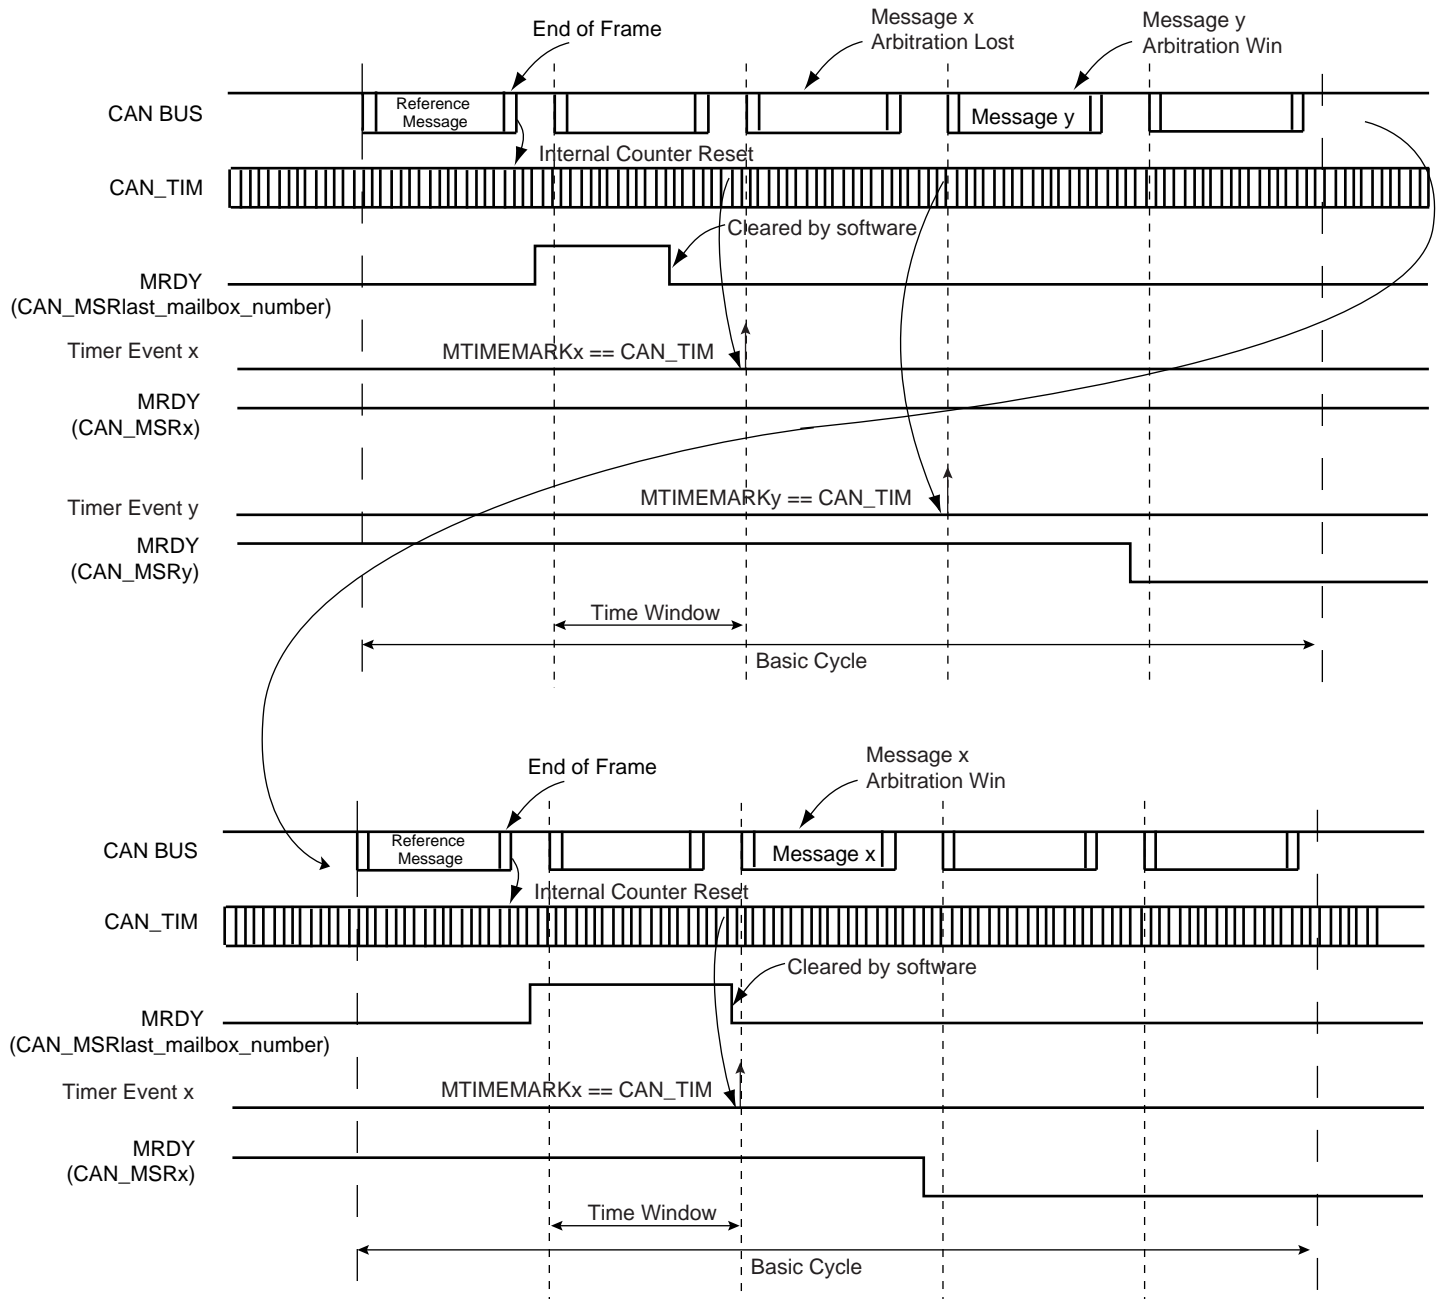 End of Frame
Message x
Arbitration Lost
Message y
Arbitration Win
CAN BUS
Reference
Message
Message y
Internal Counter Reset
CAN_TIM
Cleared by software
MRDY
(CAN_MSRlast_mailbox_number)
Timer Event x
MTIMEMARKx == CAN_TIM
MRDY
(CAN_MSRx)
Timer Event y
MTIMEMARKy == CAN_TIM
MRDY
(CAN_MSRy)
Time Window
Basic Cycle
End of Frame
Message x
Arbitration Win
CAN BUS
Reference
Message
Message x
Internal Counter Reset
CAN_TIM
Cleared by software
MRDY
(CAN_MSRlast_mailbox_number)
Timer Event x
MTIMEMARKx == CAN_TIM
MRDY
(CAN_MSRx)
Time Window
Basic Cycle